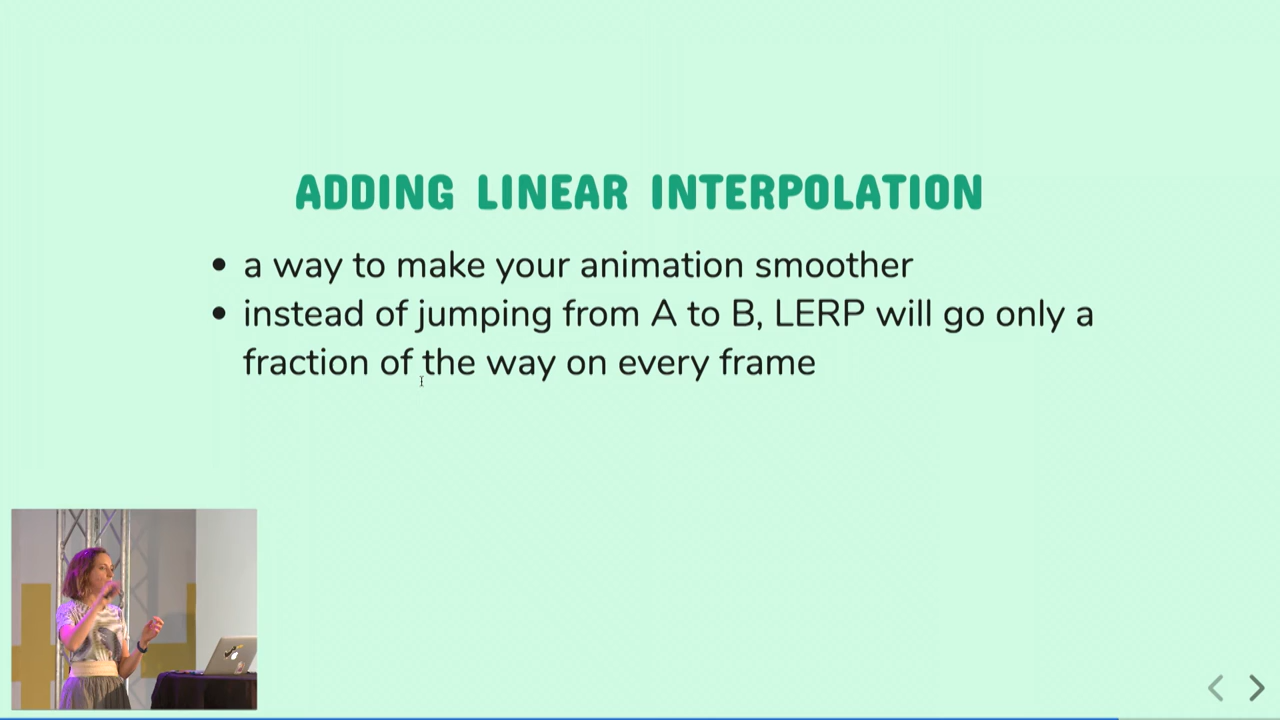 ADDING LINEAR INTERPOLATION
a way to make your animation smoother
instead of jumping from A to B, LERP will go only a
fraction of the way on every frame